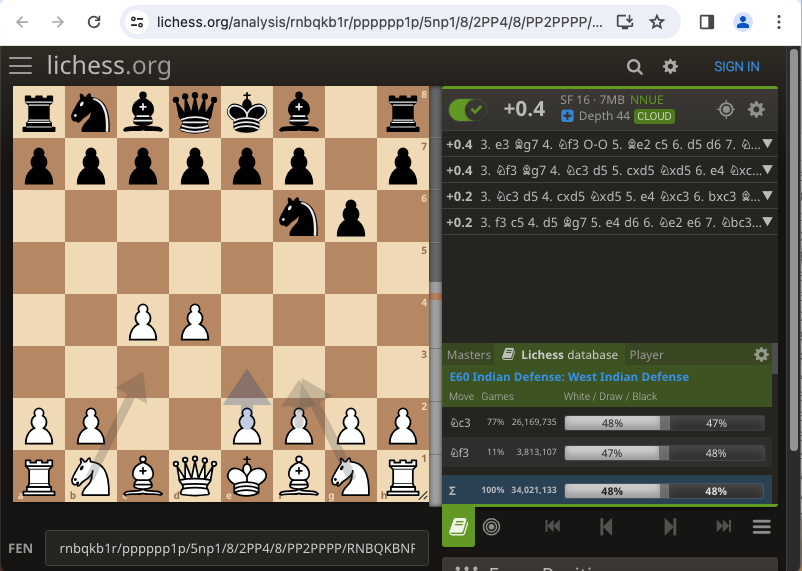 lichess.org/analysis/rnbqkb1r/pppppp1p/5np1/8/2PP4/8/PP2PPPP/...
lichess.org
SIGN IN
8
7
6
5
4
3
2
1
a b c d e f g h
FEN rnbqkb1r/pppppp1p/5np1/8/2PP4/8/PP2PPPP/RNBQKBNR
+0.4
SF 16 · 7MB NNUE
Depth 44 CLOUD
+0.4 3. e3 ♗g7 4. ♘f3 O-O 5. ♗e2 c5 6. d5 d6 7. ♘...
+0.4 3. ♘f3 ♗g7 4. ♘c3 d5 5. cxd5 ♘xd5 6. e4 ♘xc...
+0.2 3. ♘c3 d5 4. cxd5 ♘xd5 5. e4 ♘xc3 6. bxc3 ♗...
+0.2 3. f3 c5 4. d5 ♗g7 5. e4 d6 6. ♘e2 e6 7. ♘bc3...
Masters Lichess database Player
E60 Indian Defense: West Indian Defense
Move Games White / Draw / Black
♘c3 77% 26,169,735 48% 47%
♘f3 11% 3,813,107 47% 48%
Σ 100% 34,021,133 48% 48%